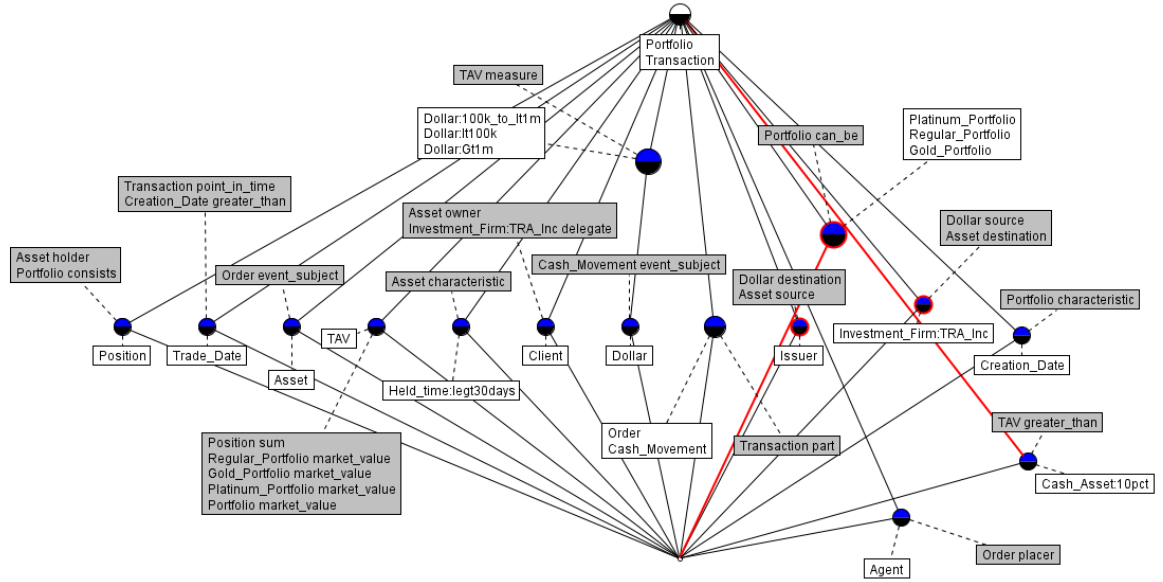 Portfolio
Transaction
TAV measure
Dollar:100k_to_lt1m
Dollar:lt100k
Dollar:Gt1m
Platinum_Portfolio
Regular_Portfolio
Gold_Portfolio
Portfolio can_be
Transaction point_in_time
Creation_Date greater_than
Asset owner
Investment_Firm:TRA_Inc delegate
Dollar source
Asset destination
Asset holder
Portfolio consists
Order event_subject
Asset characteristic
Cash_Movement event_subject
Dollar destination
Asset source
Portfolio characteristic
Position
Trade_Date
Asset
TAV
Held_time:legt30days
Client
Dollar
Issuer
Investment_Firm:TRA_Inc
Creation_Date
Position sum
Regular_Portfolio market_value
Gold_Portfolio market_value
Platinum_Portfolio market_value
Portfolio market_value
Order
Cash_Movement
Transaction part
TAV greater_than
Cash_Asset:10pct
Agent
Order placer